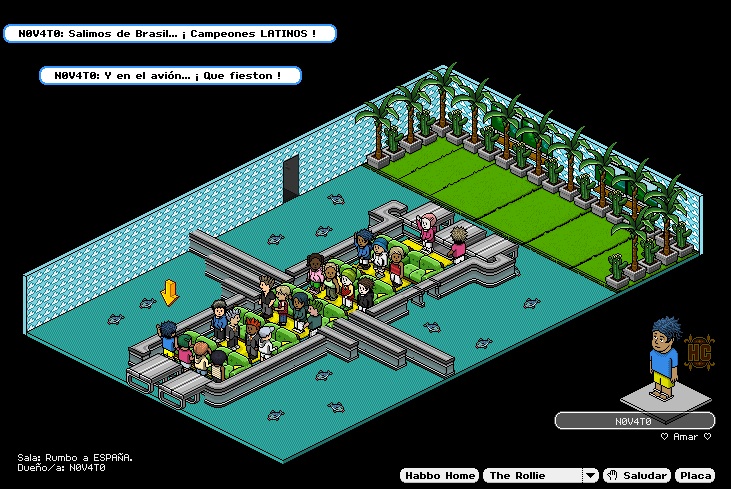 N0V4T0: Salimos de Brasil... ¡ Campeones LATINOS !
N0V4T0: Y en el avión... ¡ Que fieston !
HC
N0V4T0
♡ Amar ♡
Sala: Rumbo a ESPAÑA.
Dueño/a: N0V4T0
Habbo Home
The Rollie
Saludar
Placa